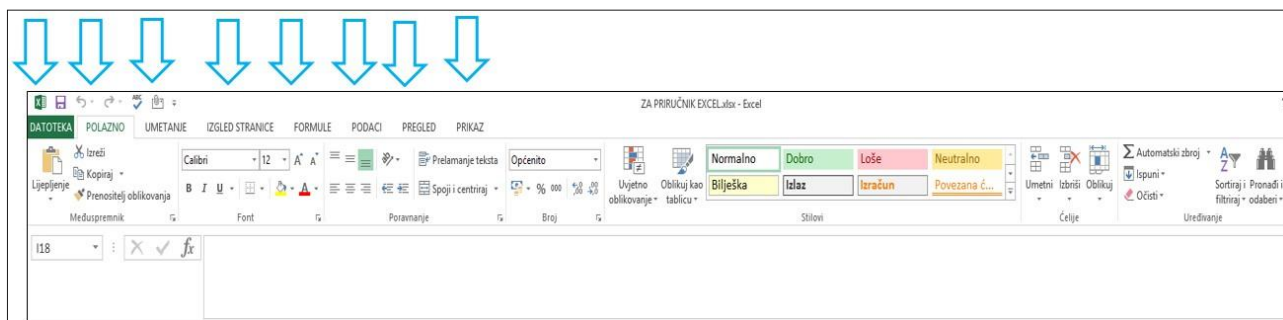 ZA PRIRUČNIK EXCEL.xlsx - Excel
DATOTEKA POLAZNO UMETANJE IZGLED STRANICE FORMULE PODACI PREGLED PRIKAZ
Izreži
Kopiraj
Prenositelj oblikovanja
Lijepljenje
Međuspremnik
Calibri 12 A A
B I U A
Font
Prelamanje teksta
Spoji i centriraj
Poravnanje
Općenito
% 000
Broj
Uvjetno oblikovanje
Oblikuj kao tablicu
Normalno Dobro Loše Neutralno
Bilješka Izlaz Izračun Povezana ć...
Stilovi
Umetni Izbriši Oblikuj
Ćelije
Σ Automatski zbroj
Ispuni
Očisti
Sortiraj i filtriraj
Pronađi i odaberi
Uređivanje
I18 fx